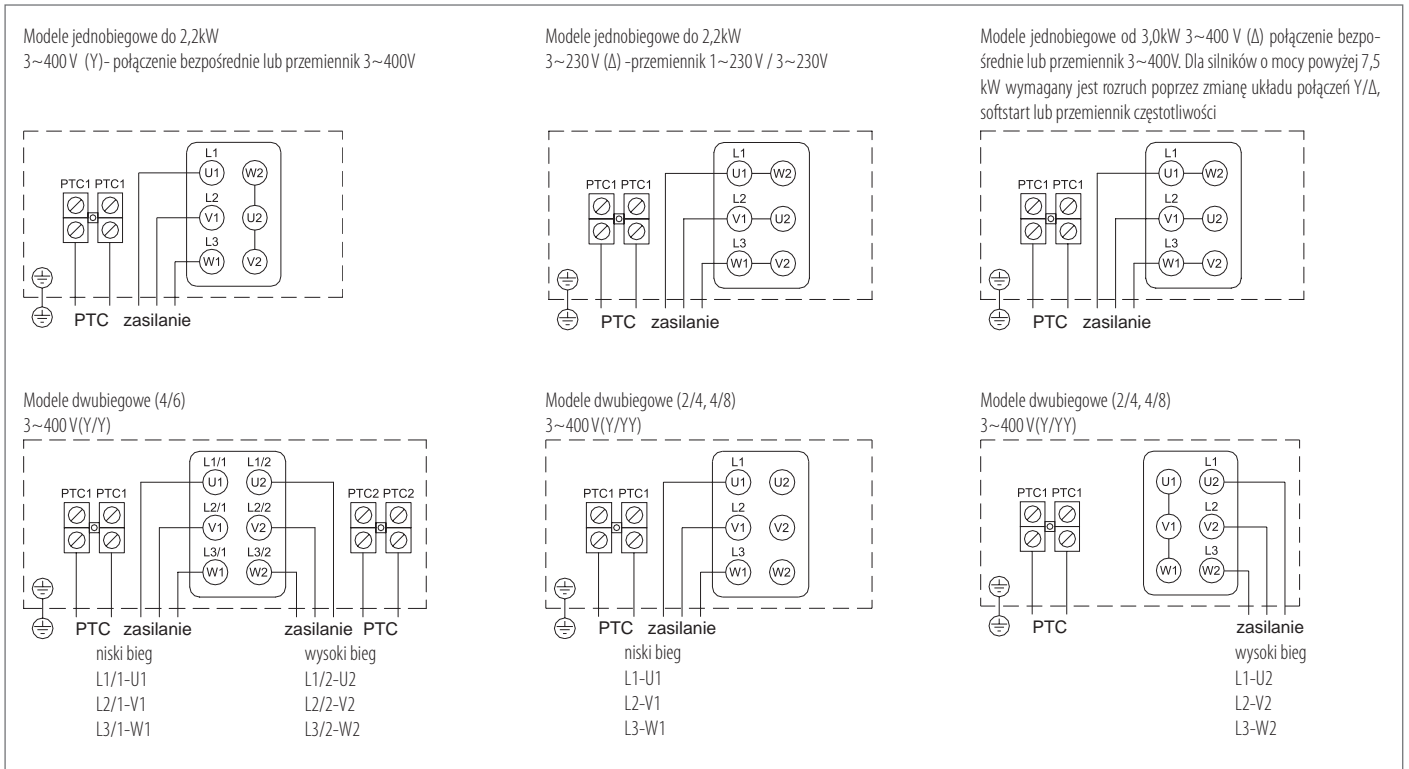 Modele jednobiegowe do 2,2kW
3~400 V (Y)- połączenie bezpośrednie lub przemiennik 3~400V
L1
U1 W2
PTC1 PTC1
L2
V1 U2
L3
W1 V2
PTC zasilanie
Modele jednobiegowe do 2,2kW
3~230 V (Δ) -przemiennik 1~230 V / 3~230V
L1
U1 W2
PTC1 PTC1
L2
V1 U2
L3
W1 V2
PTC zasilanie
Modele jednobiegowe od 3,0kW 3~400 V (Δ) połączenie bezpo-
średnie lub przemiennik 3~400V. Dla silników o mocy powyżej 7,5
kW wymagany jest rozruch poprzez zmianę układu połączeń Y/Δ,
softstart lub przemiennik częstotliwości
L1
U1 W2
PTC1 PTC1
L2
V1 U2
L3
W1 V2
PTC zasilanie
Modele dwubiegowe (4/6)
3~400 V(Y/Y)
L1/1 L1/2
U1 U2
PTC1 PTC1 PTC2 PTC2
L2/1 L2/2
V1 V2
L3/1 L3/2
W1 W2
PTC zasilanie zasilanie PTC
niski bieg wysoki bieg
L1/1-U1 L1/2-U2
L2/1-V1 L2/2-V2
L3/1-W1 L3/2-W2
Modele dwubiegowe (2/4, 4/8)
3~400 V(Y/YY)
L1
U1 U2
PTC1 PTC1
L2
V1 V2
L3
W1 W2
PTC zasilanie
niski bieg
L1-U1
L2-V1
L3-W1
Modele dwubiegowe (2/4, 4/8)
3~400 V(Y/YY)
L1
U1 U2
PTC1 PTC1
L2
V1 V2
L3
W1 W2
PTC zasilanie
wysoki bieg
L1-U2
L2-V2
L3-W2